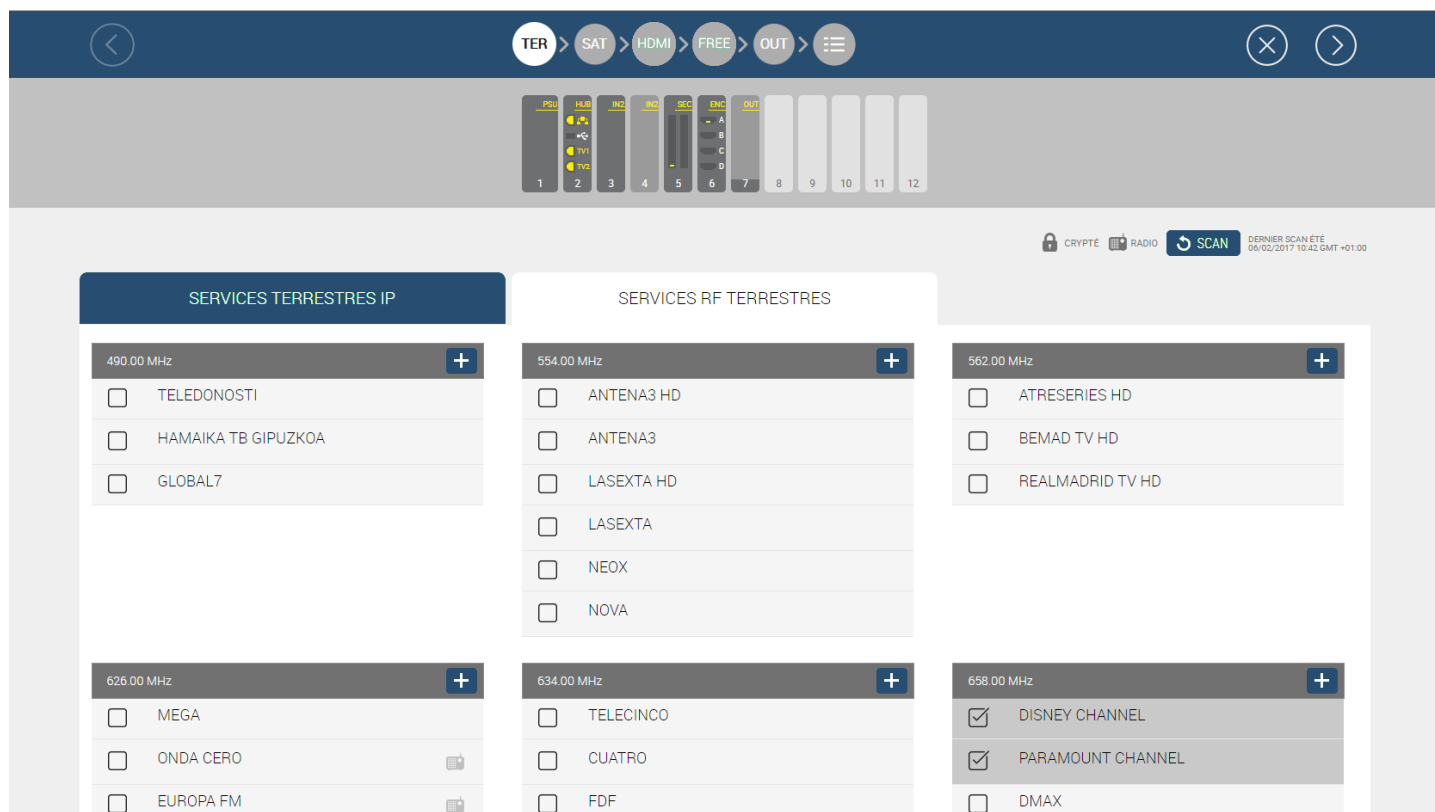 TER > SAT > HDMI > FREE > OUT >
PSU HUB IN2 IN2 SEC ENC OUT
A
B
TV1 C
TV2 D
1 2 3 4 5 6 7 8 9 10 11 12
CRYPTÉ RADIO SCAN DERNIER SCAN ÉTÉ
06/02/2017 10:42 GMT +01:00
SERVICES TERRESTRES IP SERVICES RF TERRESTRES
490.00 MHz + 554.00 MHz + 562.00 MHz +
TELEDONOSTI ANTENA3 HD ATRESERIES HD
HAMAIKA TB GIPUZKOA ANTENA3 BEMAD TV HD
GLOBAL7 LASEXTA HD REALMADRID TV HD
LASEXTA
NEOX
NOVA
626.00 MHz + 634.00 MHz + 658.00 MHz +
MEGA TELECINCO DISNEY CHANNEL
ONDA CERO CUATRO PARAMOUNT CHANNEL
EUROPA FM FDF DMAX